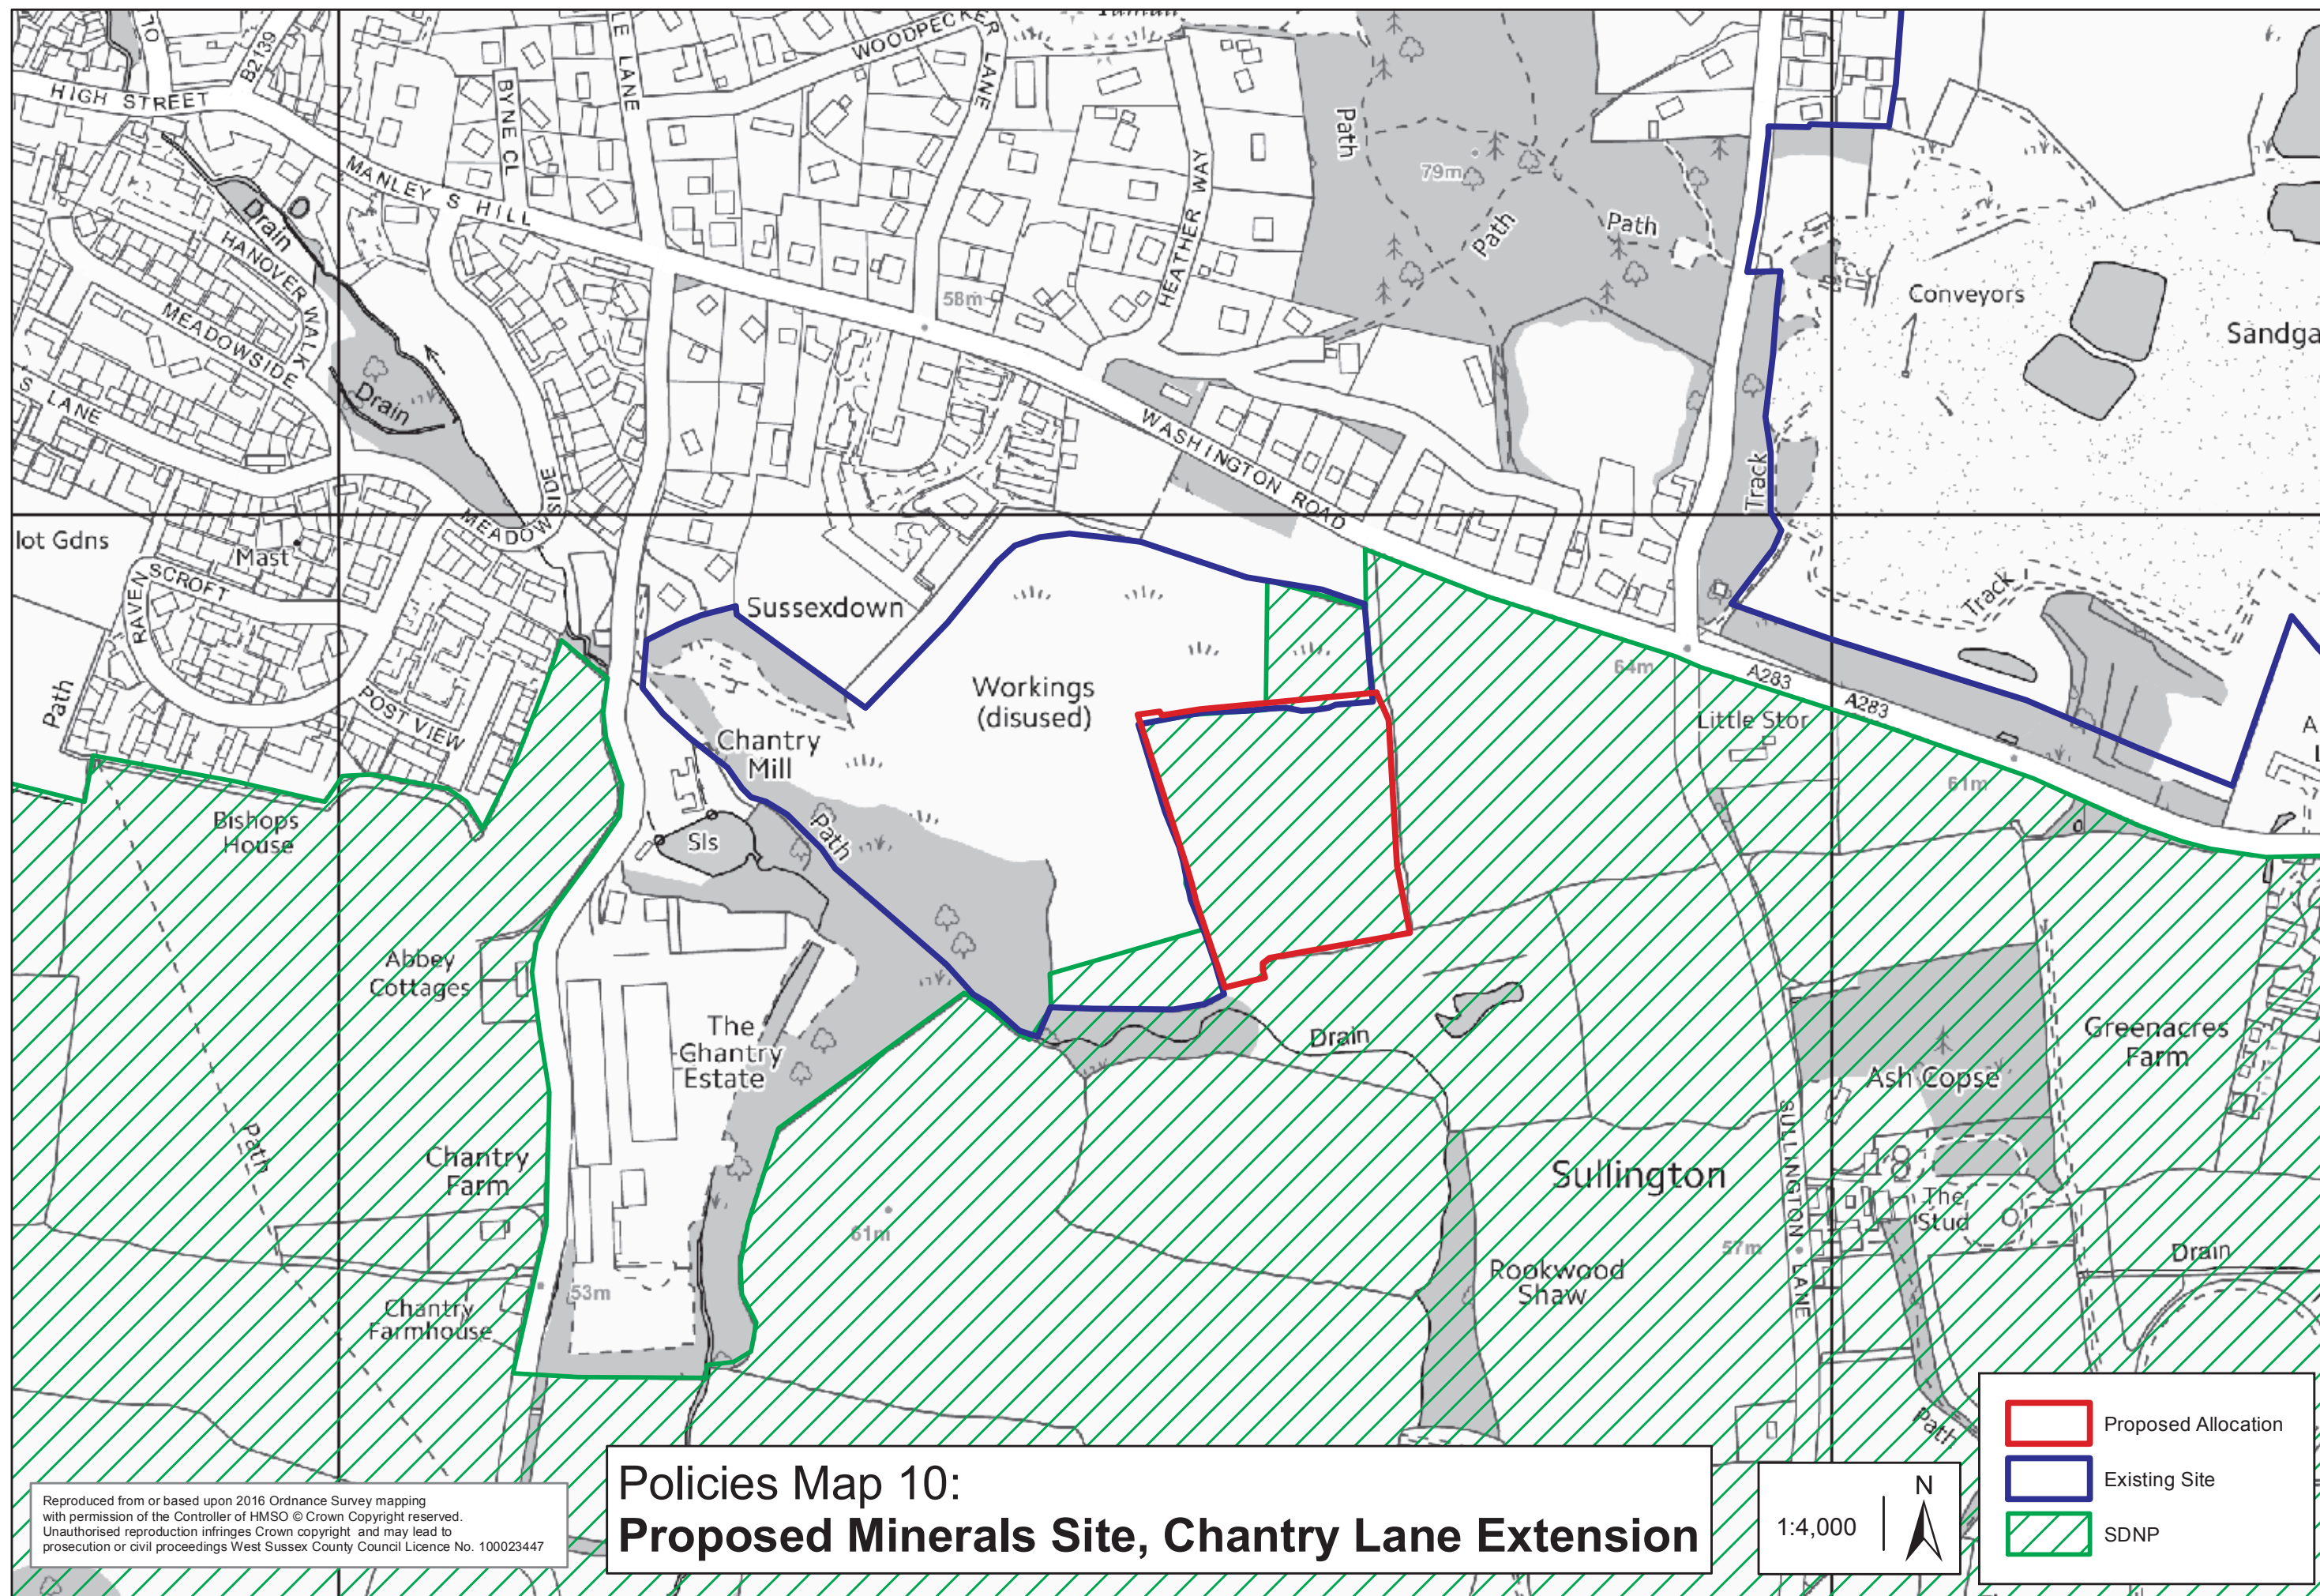 B2139
HIGH STREET
MANLEY S HILL
BYNE CL
LE LANE
WOODPECKER LANE
HEATHER WAY
58m
Path
79m
Path
Path
Conveyors
Sandga
Drain
HANOVER WALK
MEADOWSIDE
Drain
S LANE
MEADOWSIDE
WASHINGTON ROAD
Track
lot Gdns
Mast
RAVEN
SCROFT
POST VIEW
Path
Sussexdown
Track
Workings
(disused)
64m
A283
A283
Little Stor
61m
Chantry
Mill
Path
Sls
Bishops
House
Abbey
Cottages
The
Chantry
Estate
Drain
Greenacres
Farm
Ash Copse
Path
Chantry
Farm
61m
Sullington
SULLINGTON LANE
The
Stud
57m
Drain
Rookwood
Shaw
53m
Chantry
Farmhouse
Path
Reproduced from or based upon 2016 Ordnance Survey mapping
with permission of the Controller of HMSO © Crown Copyright reserved.
Unauthorised reproduction infringes Crown copyright and may lead to
prosecution or civil proceedings West Sussex County Council Licence No. 100023447
Policies Map 10:
Proposed Minerals Site, Chantry Lane Extension
1:4,000
N
Proposed Allocation
Existing Site
SDNP